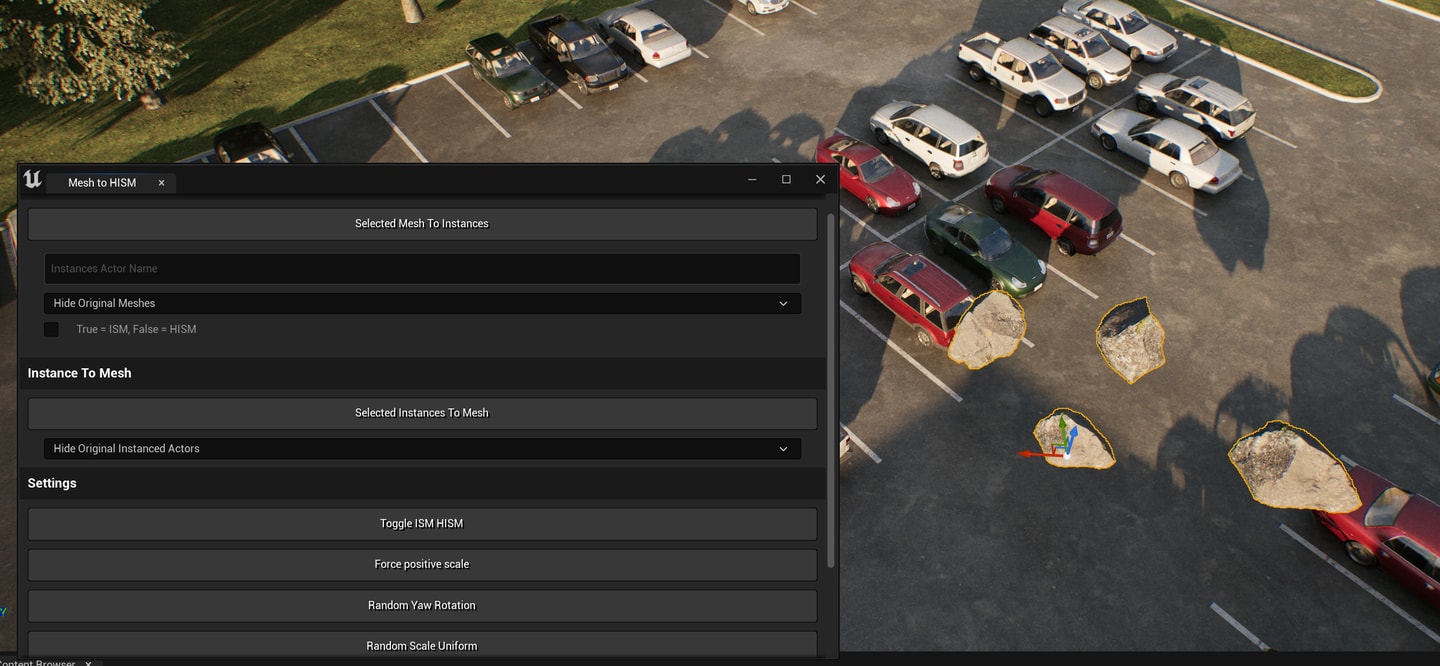 Mesh to HISM
Selected Mesh To Instances
Instances Actor Name
Hide Original Meshes
True = ISM, False = HISM
Instance To Mesh
Selected Instances To Mesh
Hide Original Instanced Actors
Settings
Toggle ISM HISM
Force positive scale
Random Yaw Rotation
Random Scale Uniform
Content Browser